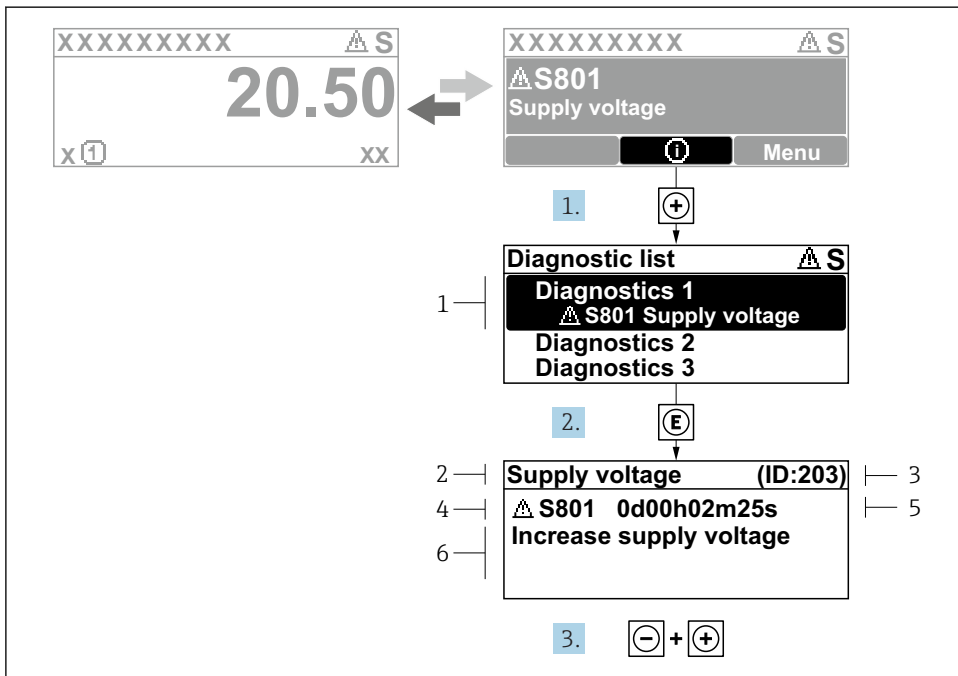 XXXXXXXXX S
20.50
x 1 xx
XXXXXXXXX S
S801
Supply voltage
i Menu
1. +
Diagnostic list S
1 Diagnostics 1
S801 Supply voltage
Diagnostics 2
Diagnostics 3
2. E
2 Supply voltage (ID:203) 3
4 S801 0d00h02m25s 5
6 Increase supply voltage
3. - + +